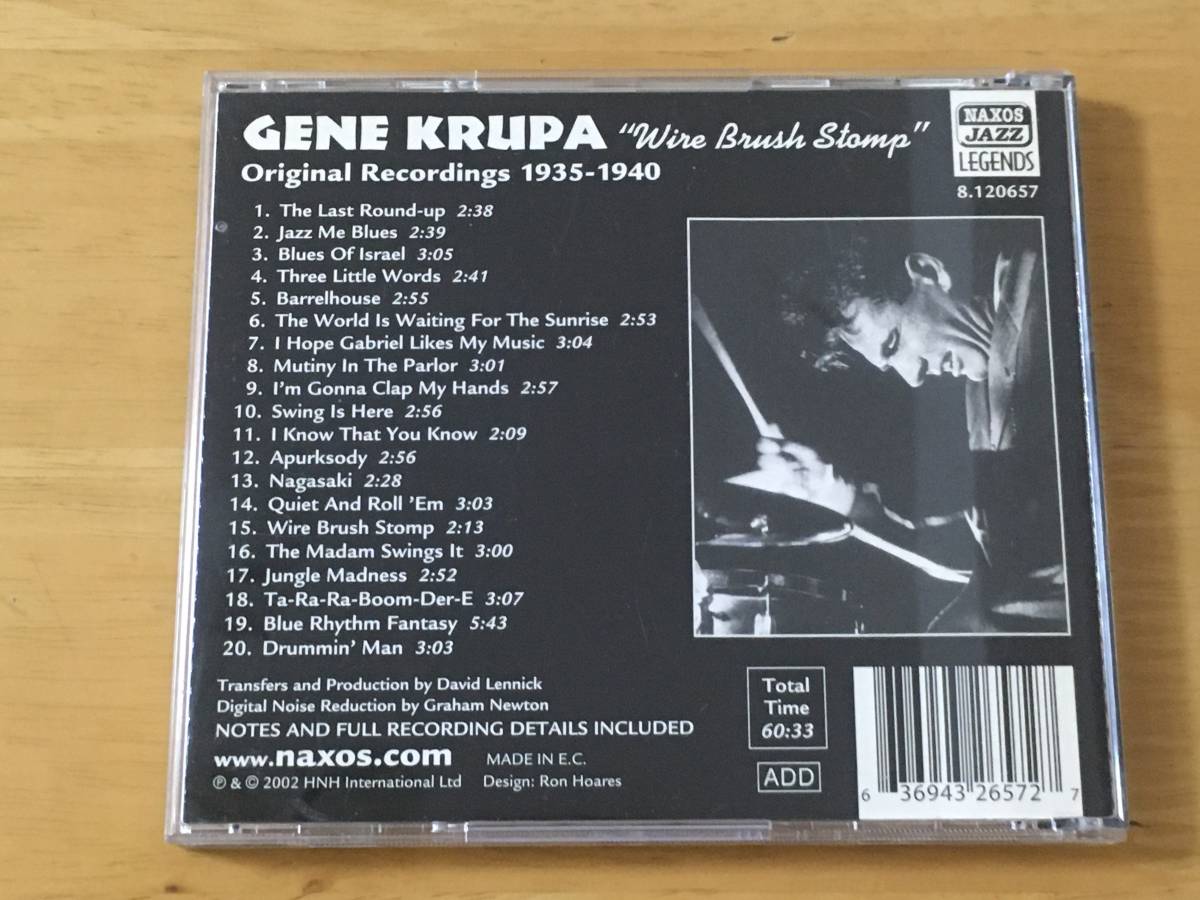 GENE KRUPA "Wire Brush Stomp"
Original Recordings 1935-1940
NAXOS
JAZZ
LEGENDS
8.120657
1. The Last Round-up 2:38
2. Jazz Me Blues 2:39
3. Blues Of Israel 3:05
4. Three Little Words 2:41
5. Barrelhouse 2:55
6. The World Is Waiting For The Sunrise 2:53
7. I Hope Gabriel Likes My Music 3:04
8. Mutiny In The Parlor 3:01
9. I'm Gonna Clap My Hands 2:57
10. Swing Is Here 2:56
11. I Know That You Know 2:09
12. Apurksody 2:56
13. Nagasaki 2:28
14. Quiet And Roll 'Em 3:03
15. Wire Brush Stomp 2:13
16. The Madam Swings It 3:00
17. Jungle Madness 2:52
18. Ta-Ra-Ra-Boom-Der-E 3:07
19. Blue Rhythm Fantasy 5:43
20. Drummin' Man 3:03
Transfers and Production by David Lennick
Digital Noise Reduction by Graham Newton
NOTES AND FULL RECORDING DETAILS INCLUDED
www.naxos.com MADE IN E.C.
℗ & © 2002 HNH International Ltd Design: Ron Hoares
Total
Time
60:33
ADD
6 36943 26572 7